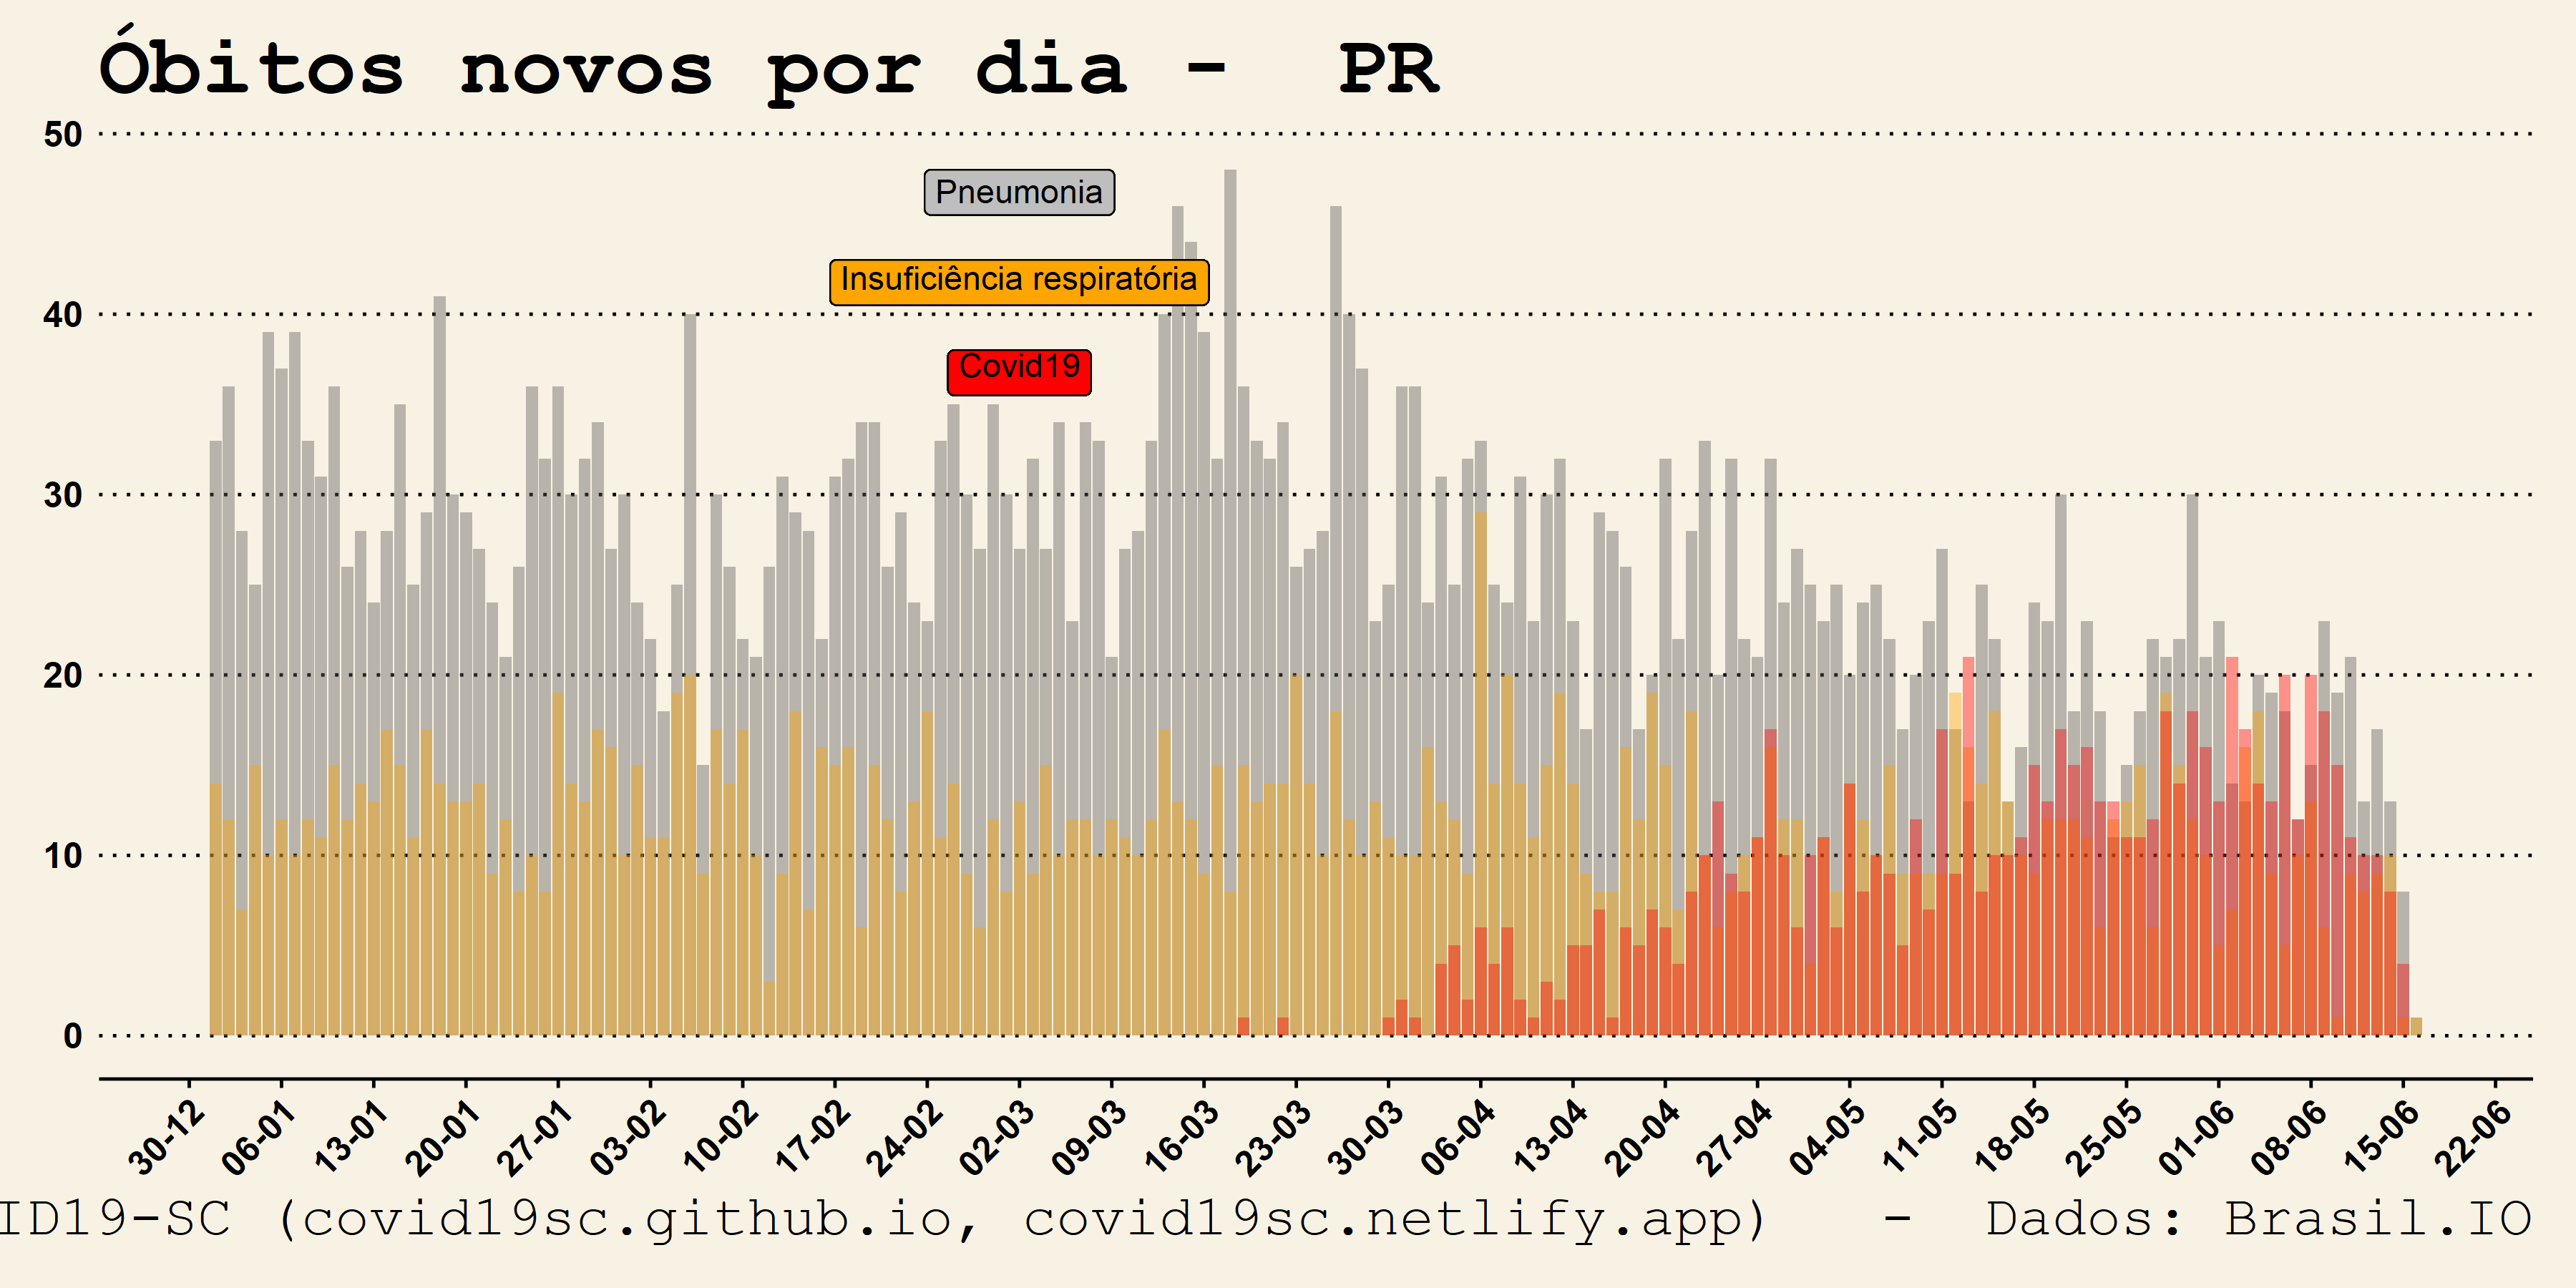 Óbitos novos por dia - PR
50
Pneumonia
Insuficiência respiratória
40
Covid19
30
20
10
0
30-12 06-01 13-01 20-01 27-01 03-02 10-02 17-02 24-02 02-03 09-03 16-03 23-03 30-03 06-04 13-04 20-04 27-04 04-05 11-05 18-05 25-05 01-06 08-06 15-06 22-06
ID19-SC (covid19sc.github.io, covid19sc.netlify.app) - Dados: Brasil.IO